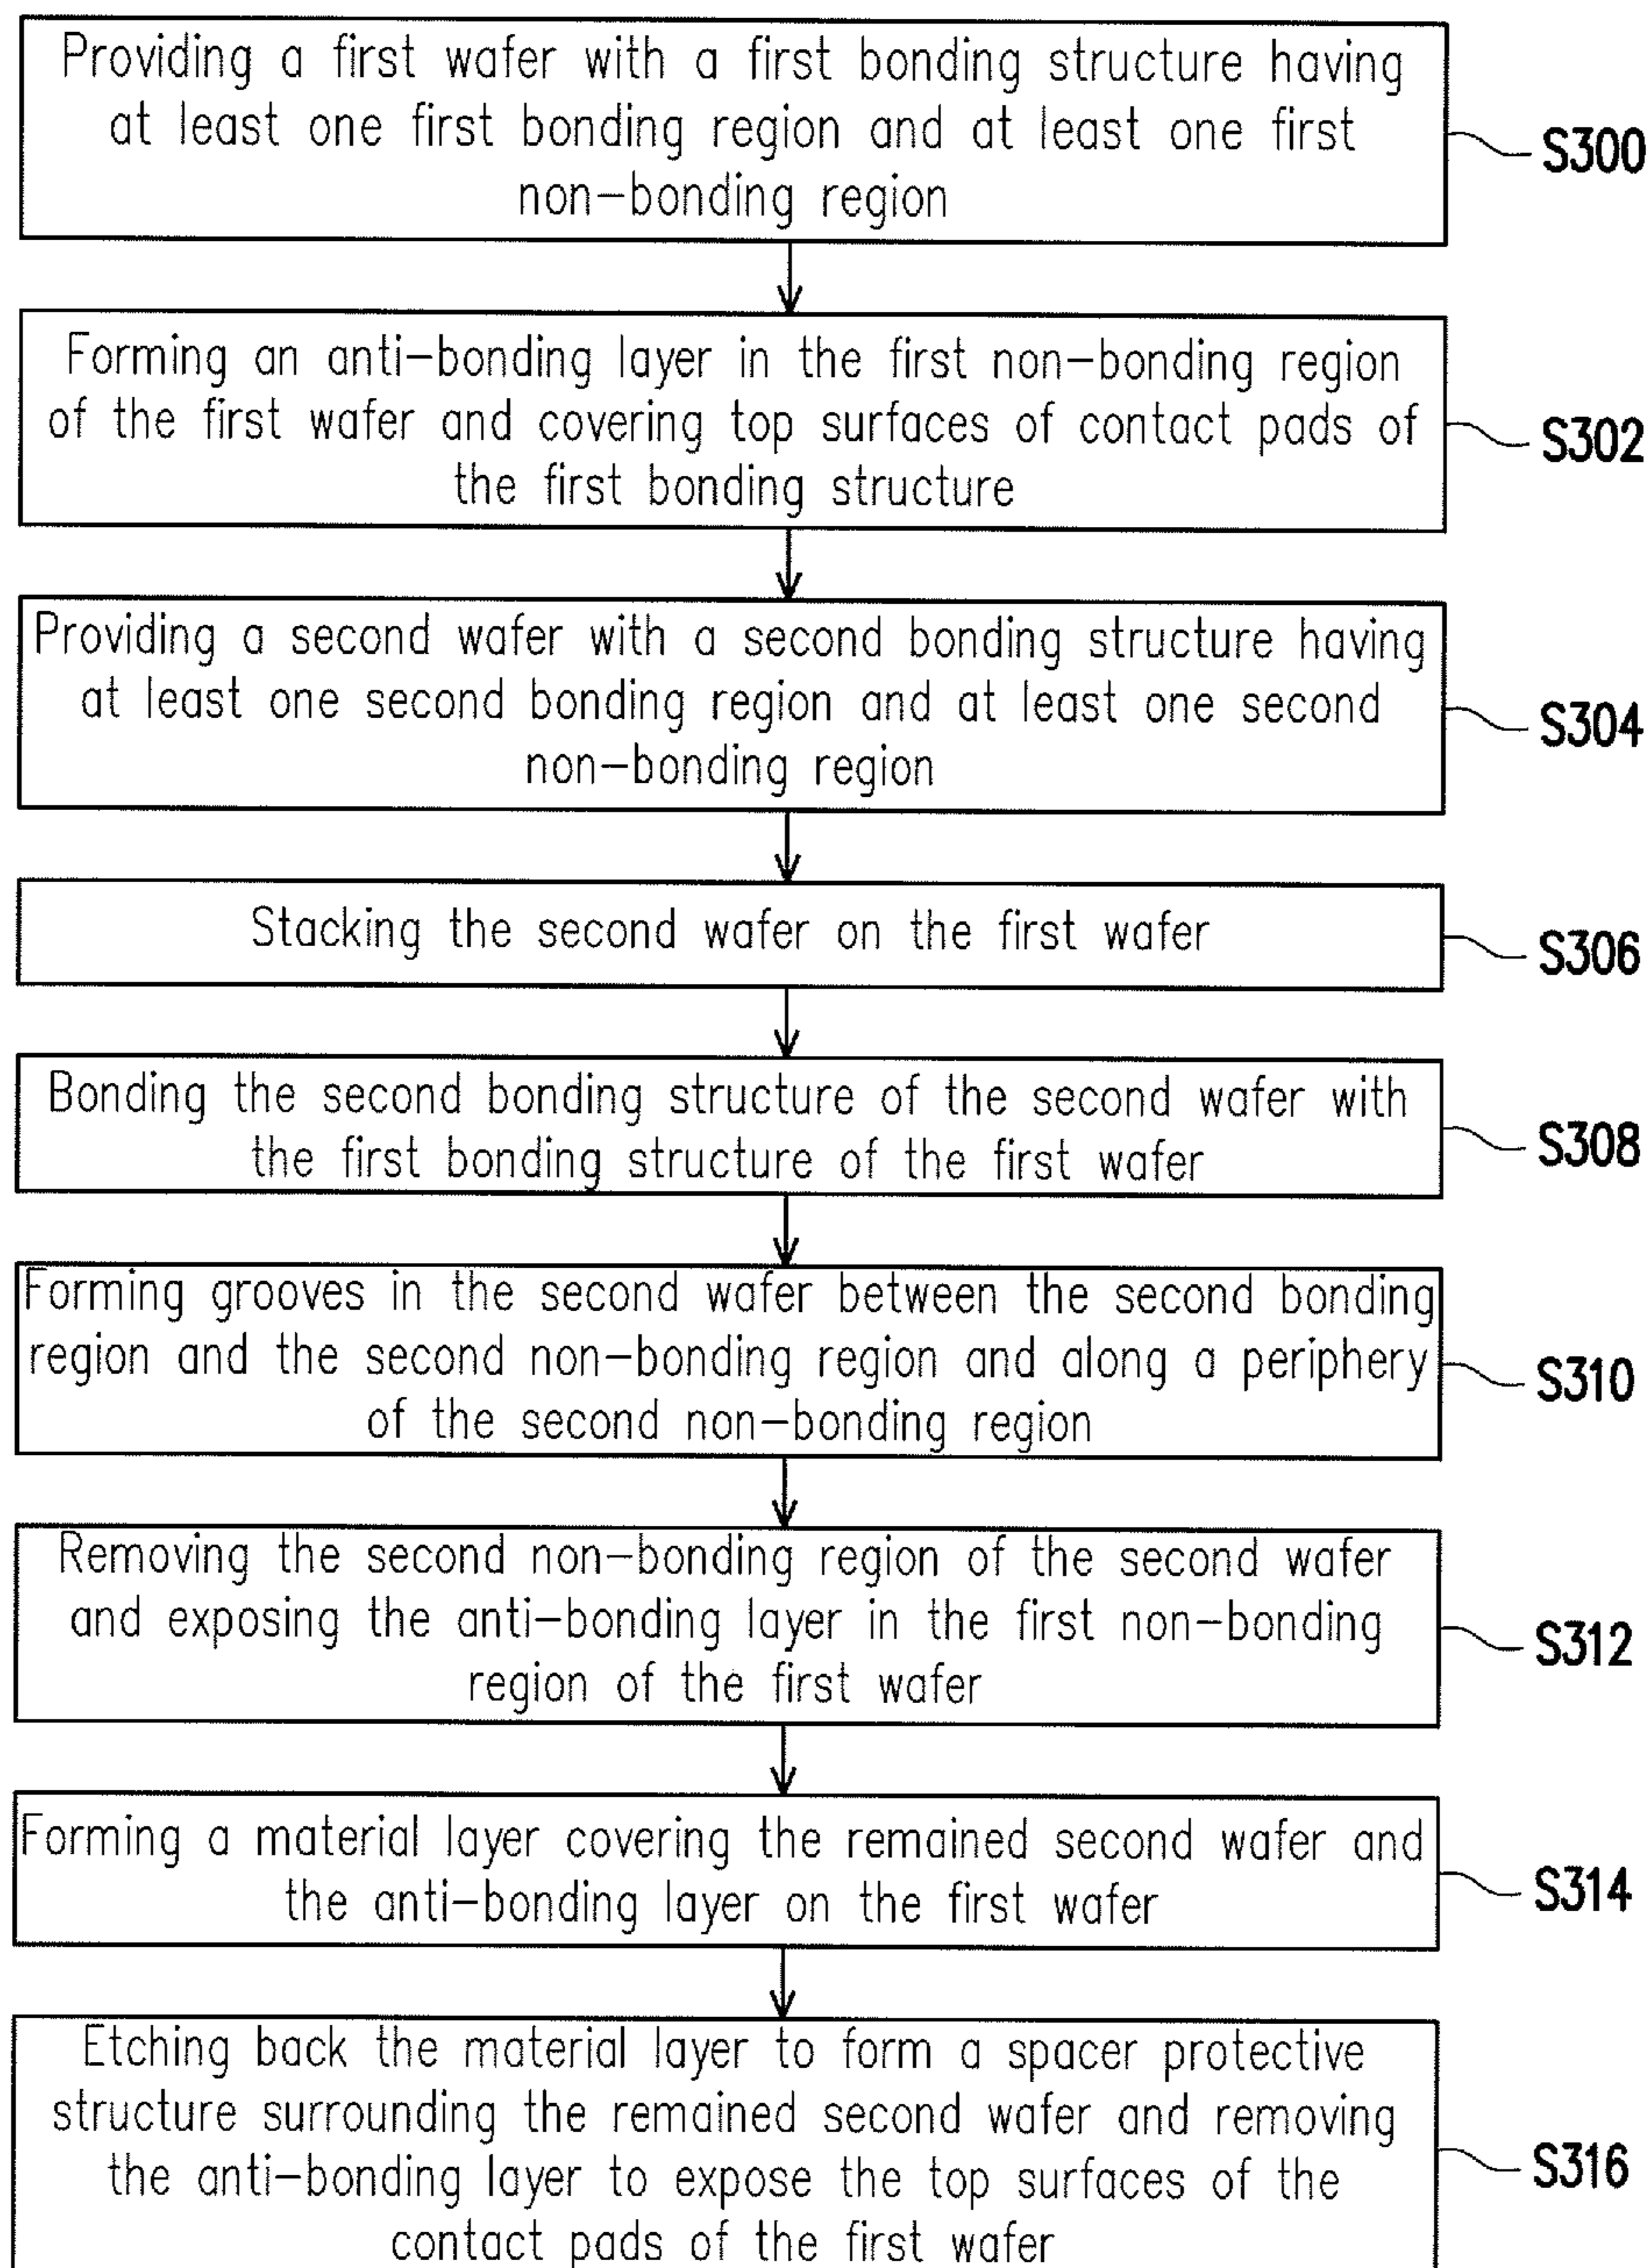 Providing a first wafer with a first bonding structure having
at least one first bonding region and at least one first
non-bonding region
S300
Forming an anti-bonding layer in the first non-bonding region
of the first wafer and covering top surfaces of contact pads of
the first bonding structure
S302
Providing a second wafer with a second bonding structure having
at least one second bonding region and at least one second
non-bonding region
S304
Stacking the second wafer on the first wafer
S306
Bonding the second bonding structure of the second wafer with
the first bonding structure of the first wafer
S308
Forming grooves in the second wafer between the second bonding
region and the second non-bonding region and along a periphery
of the second non-bonding region
S310
Removing the second non-bonding region of the second wafer
and exposing the anti-bonding layer in the first non-bonding
region of the first wafer
S312
Forming a material layer covering the remained second wafer and
the anti-bonding layer on the first wafer
S314
Etching back the material layer to form a spacer protective
structure surrounding the remained second wafer and removing
the anti-bonding layer to expose the top surfaces of the
contact pads of the first wafer
S316